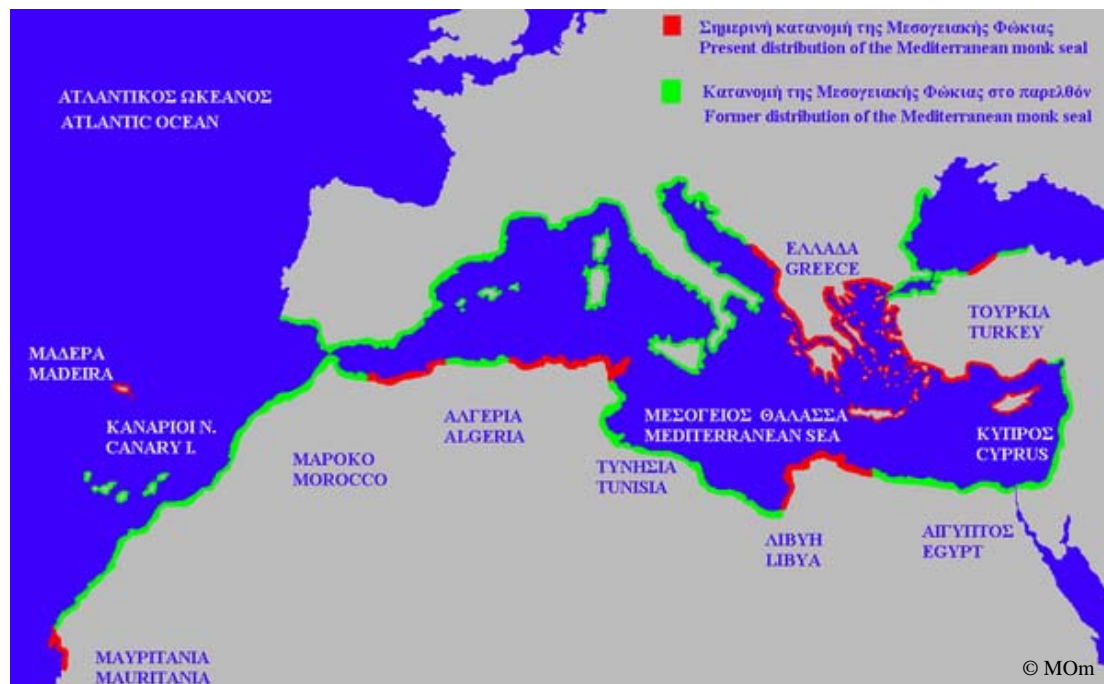 Σημερινή κατανομή της Μεσογειακής Φώκιας
Present distribution of the Mediterranean monk seal
Κατανομή της Μεσογειακής Φώκιας στο παρελθόν
Former distribution of the Mediterranean monk seal
ΑΤΛΑΝΤΙΚΟΣ ΩΚΕΑΝΟΣ
ATLANTIC OCEAN
ΕΛΛΑΔΑ
GREECE
ΤΟΥΡΚΙΑ
TURKEY
ΜΑΔΕΡΑ
MADEIRA
ΚΑΝΑΡΙΟΙ Ν.
CANARY I.
ΑΛΓΕΡΙΑ
ALGERIA
ΜΕΣΟΓΕΙΟΣ ΘΑΛΑΣΣΑ
MEDITERRANEAN SEA
ΚΥΠΡΟΣ
CYPRUS
ΜΑΡΟΚΟ
MOROCCO
ΤΥΝΗΣΙΑ
TUNISIA
ΛΙΒΥΗ
LIBYA
ΑΙΓΥΠΤΟΣ
EGYPT
ΜΑΥΡΙΤΑΝΙΑ
MAURITANIA
© MOm